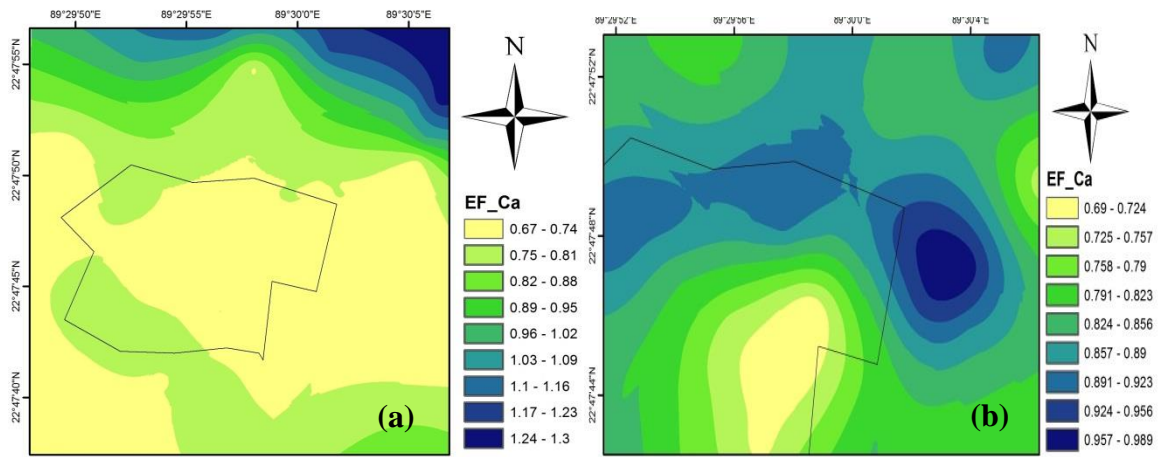 89°29'50"E 89°29'55"E 89°30'0"E 89°30'5"E
22°47'55"N
22°47'50"N
22°47'45"N
22°47'40"N
N
EF_Ca
0.67 - 0.74
0.75 - 0.81
0.82 - 0.88
0.89 - 0.95
0.96 - 1.02
1.03 - 1.09
1.1 - 1.16
1.17 - 1.23
1.24 - 1.3
(a)
89°29'52"E 89°29'56"E 89°30'0"E 89°30'4"E
22°47'52"N
22°47'48"N
22°47'44"N
N
EF_Ca
0.69 - 0.724
0.725 - 0.757
0.758 - 0.79
0.791 - 0.823
0.824 - 0.856
0.857 - 0.89
0.891 - 0.923
0.924 - 0.956
0.957 - 0.989
(b)